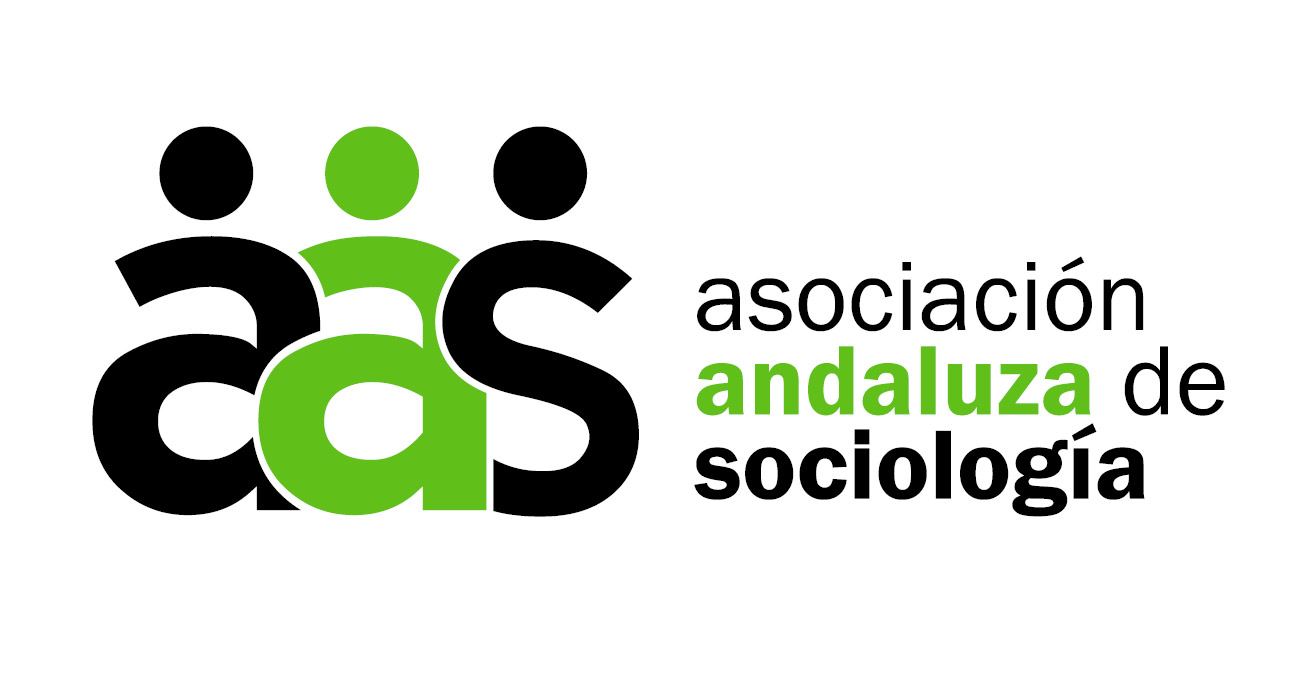 aas
asociación
andaluza de
sociología